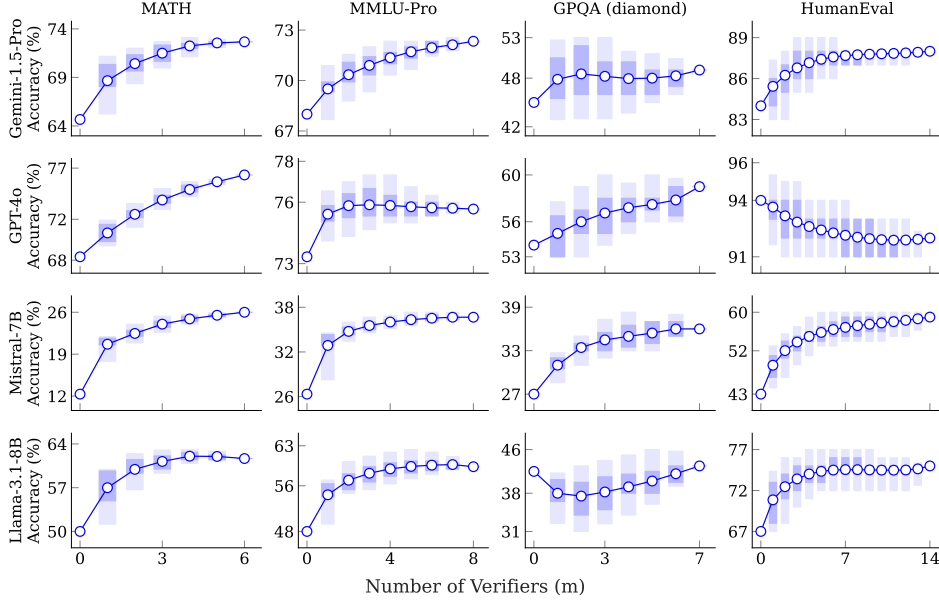 MATH
MMLU-Pro
GPQA (diamond)
HumanEval
Gemini-1.5-Pro
Accuracy (%)
74
69
64
73
70
67
53
48
42
89
86
83
GPT-4o
Accuracy (%)
77
72
68
78
76
73
60
56
53
96
94
91
Mistral-7B
Accuracy (%)
26
19
12
38
32
26
39
33
27
60
52
43
Llama-3.1-8B
Accuracy (%)
64
57
50
63
56
48
46
38
31
77
72
67
0 3 6
0 2 4 6 8
0 3 7
0 7 14
Number of Verifiers (m)